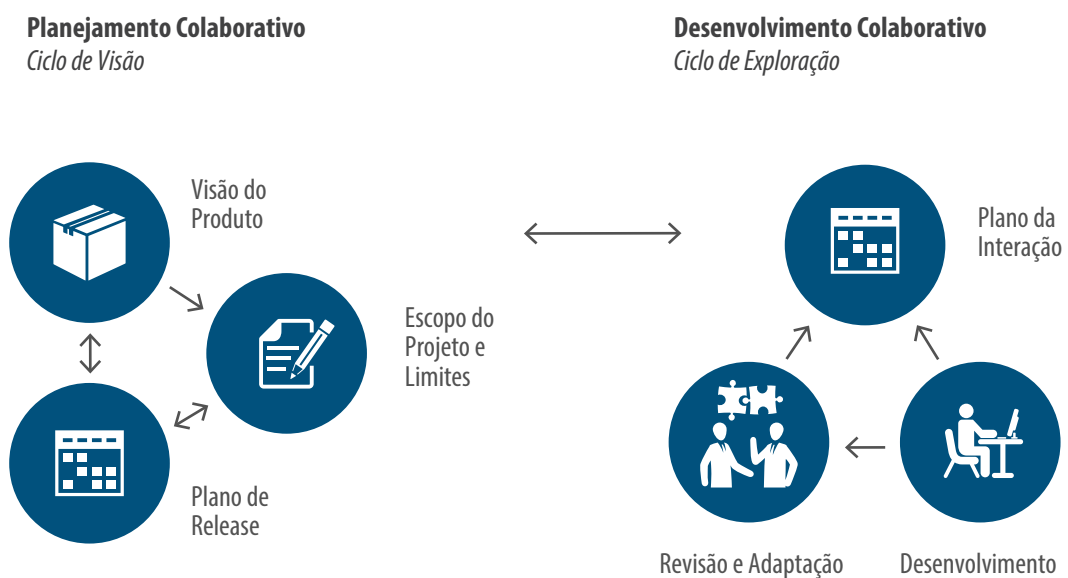 Planejamento Colaborativo
Ciclo de Visão
Desenvolvimento Colaborativo
Ciclo de Exploração
Visão do
Produto
Escopo do
Projeto e
Limites
Plano de
Release
Plano da
Interação
Revisão e Adaptação
Desenvolvimento